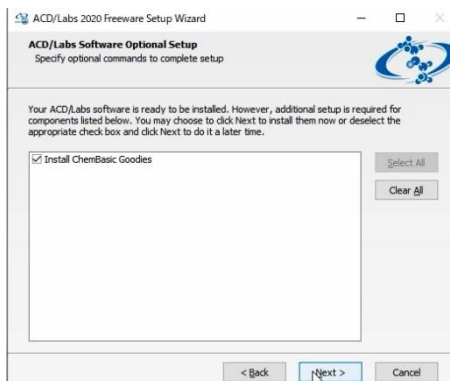 ACD/Labs 2020 Freeware Setup Wizard
ACD/Labs Software Optional Setup
Specify optional commands to complete setup
Your ACD/Labs software is ready to be installed. However, additional setup is required for
components listed below. You may choose to click Next to install them now or deselect the
appropriate check box and click Next to do it a later time.
Install ChemBasic Goodies
Select All
Clear All
< Back
Next >
Cancel